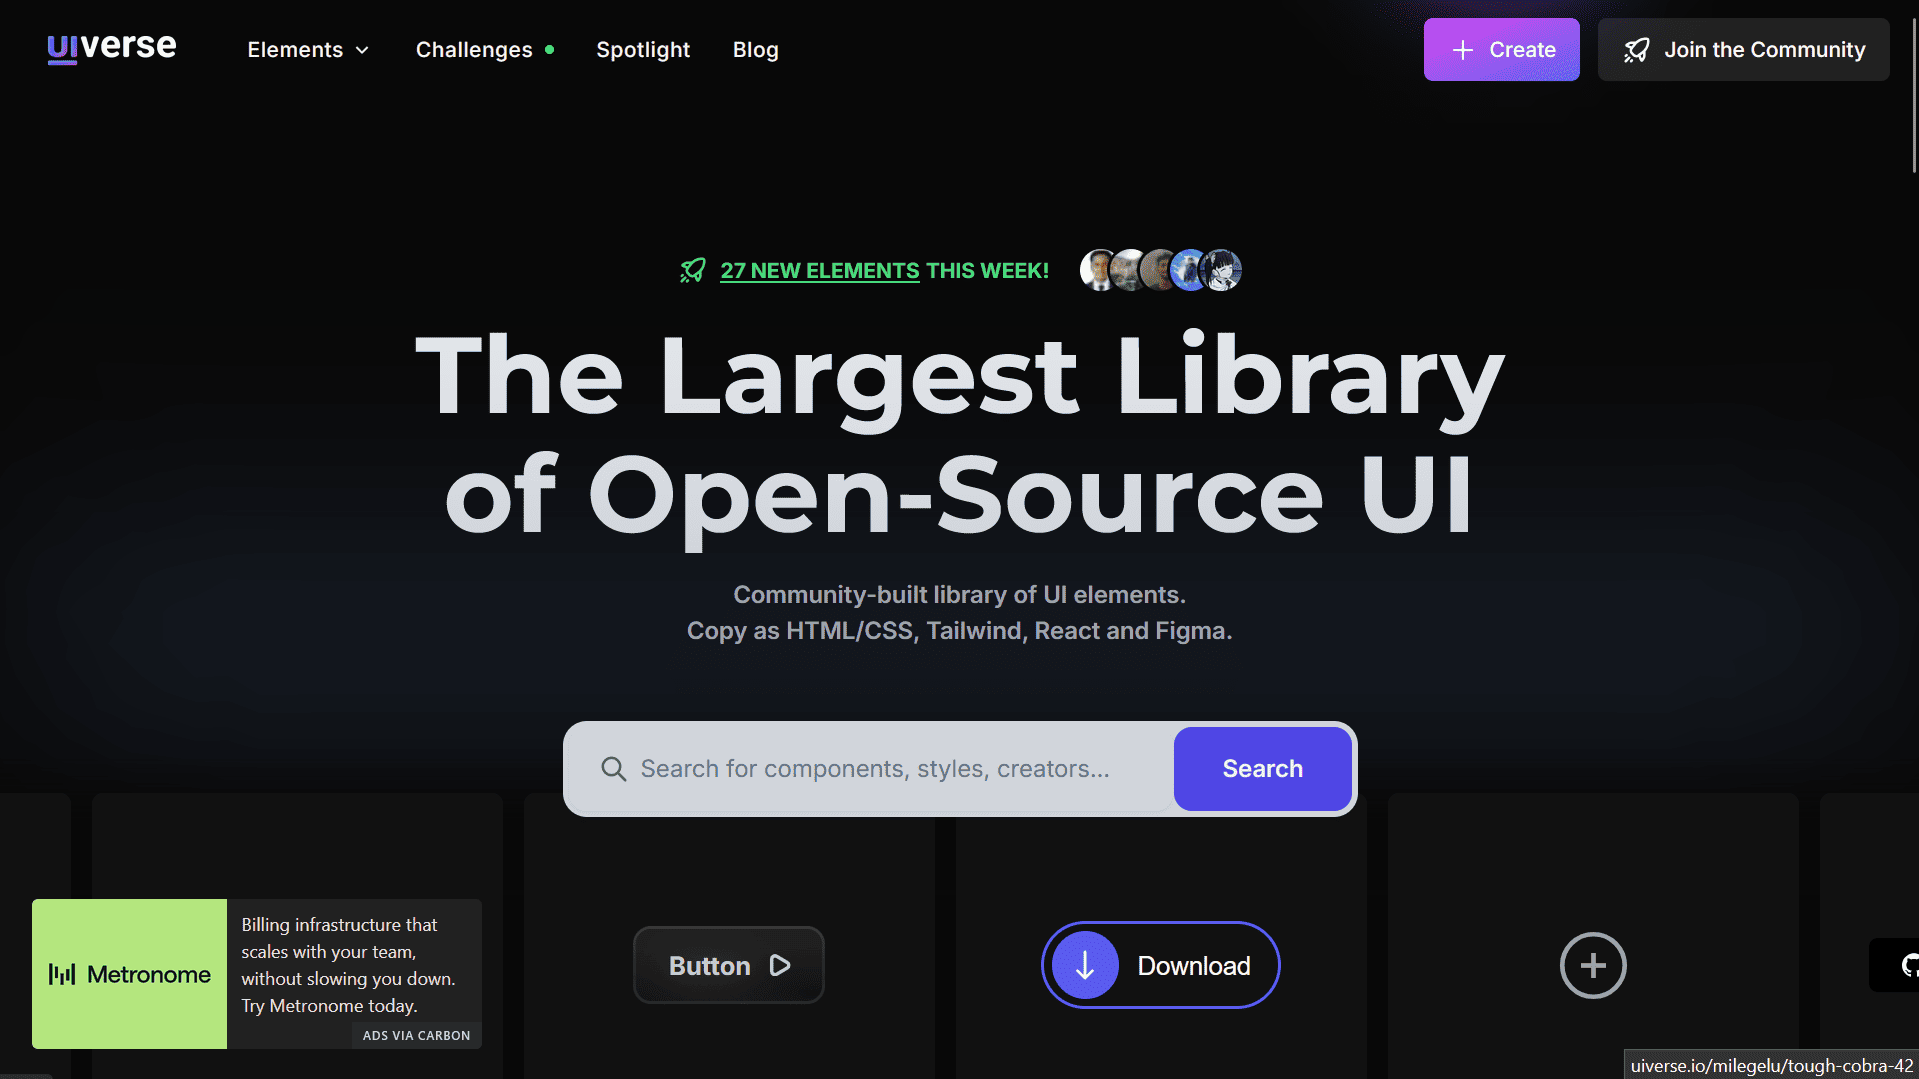 uiverse
Elements
Challenges
Spotlight
Blog
Create
Join the Community
27 NEW ELEMENTS THIS WEEK!
The Largest Library
of Open-Source UI
Community-built library of UI elements.
Copy as HTML/CSS, Tailwind, React and Figma.
Search for components, styles, creators...
Search
Metronome
Billing infrastructure that
scales with your team,
without slowing you down.
Try Metronome today.
ADS VIA CARBON
Button
Download
uiverse.io/milegelu/tough-cobra-42